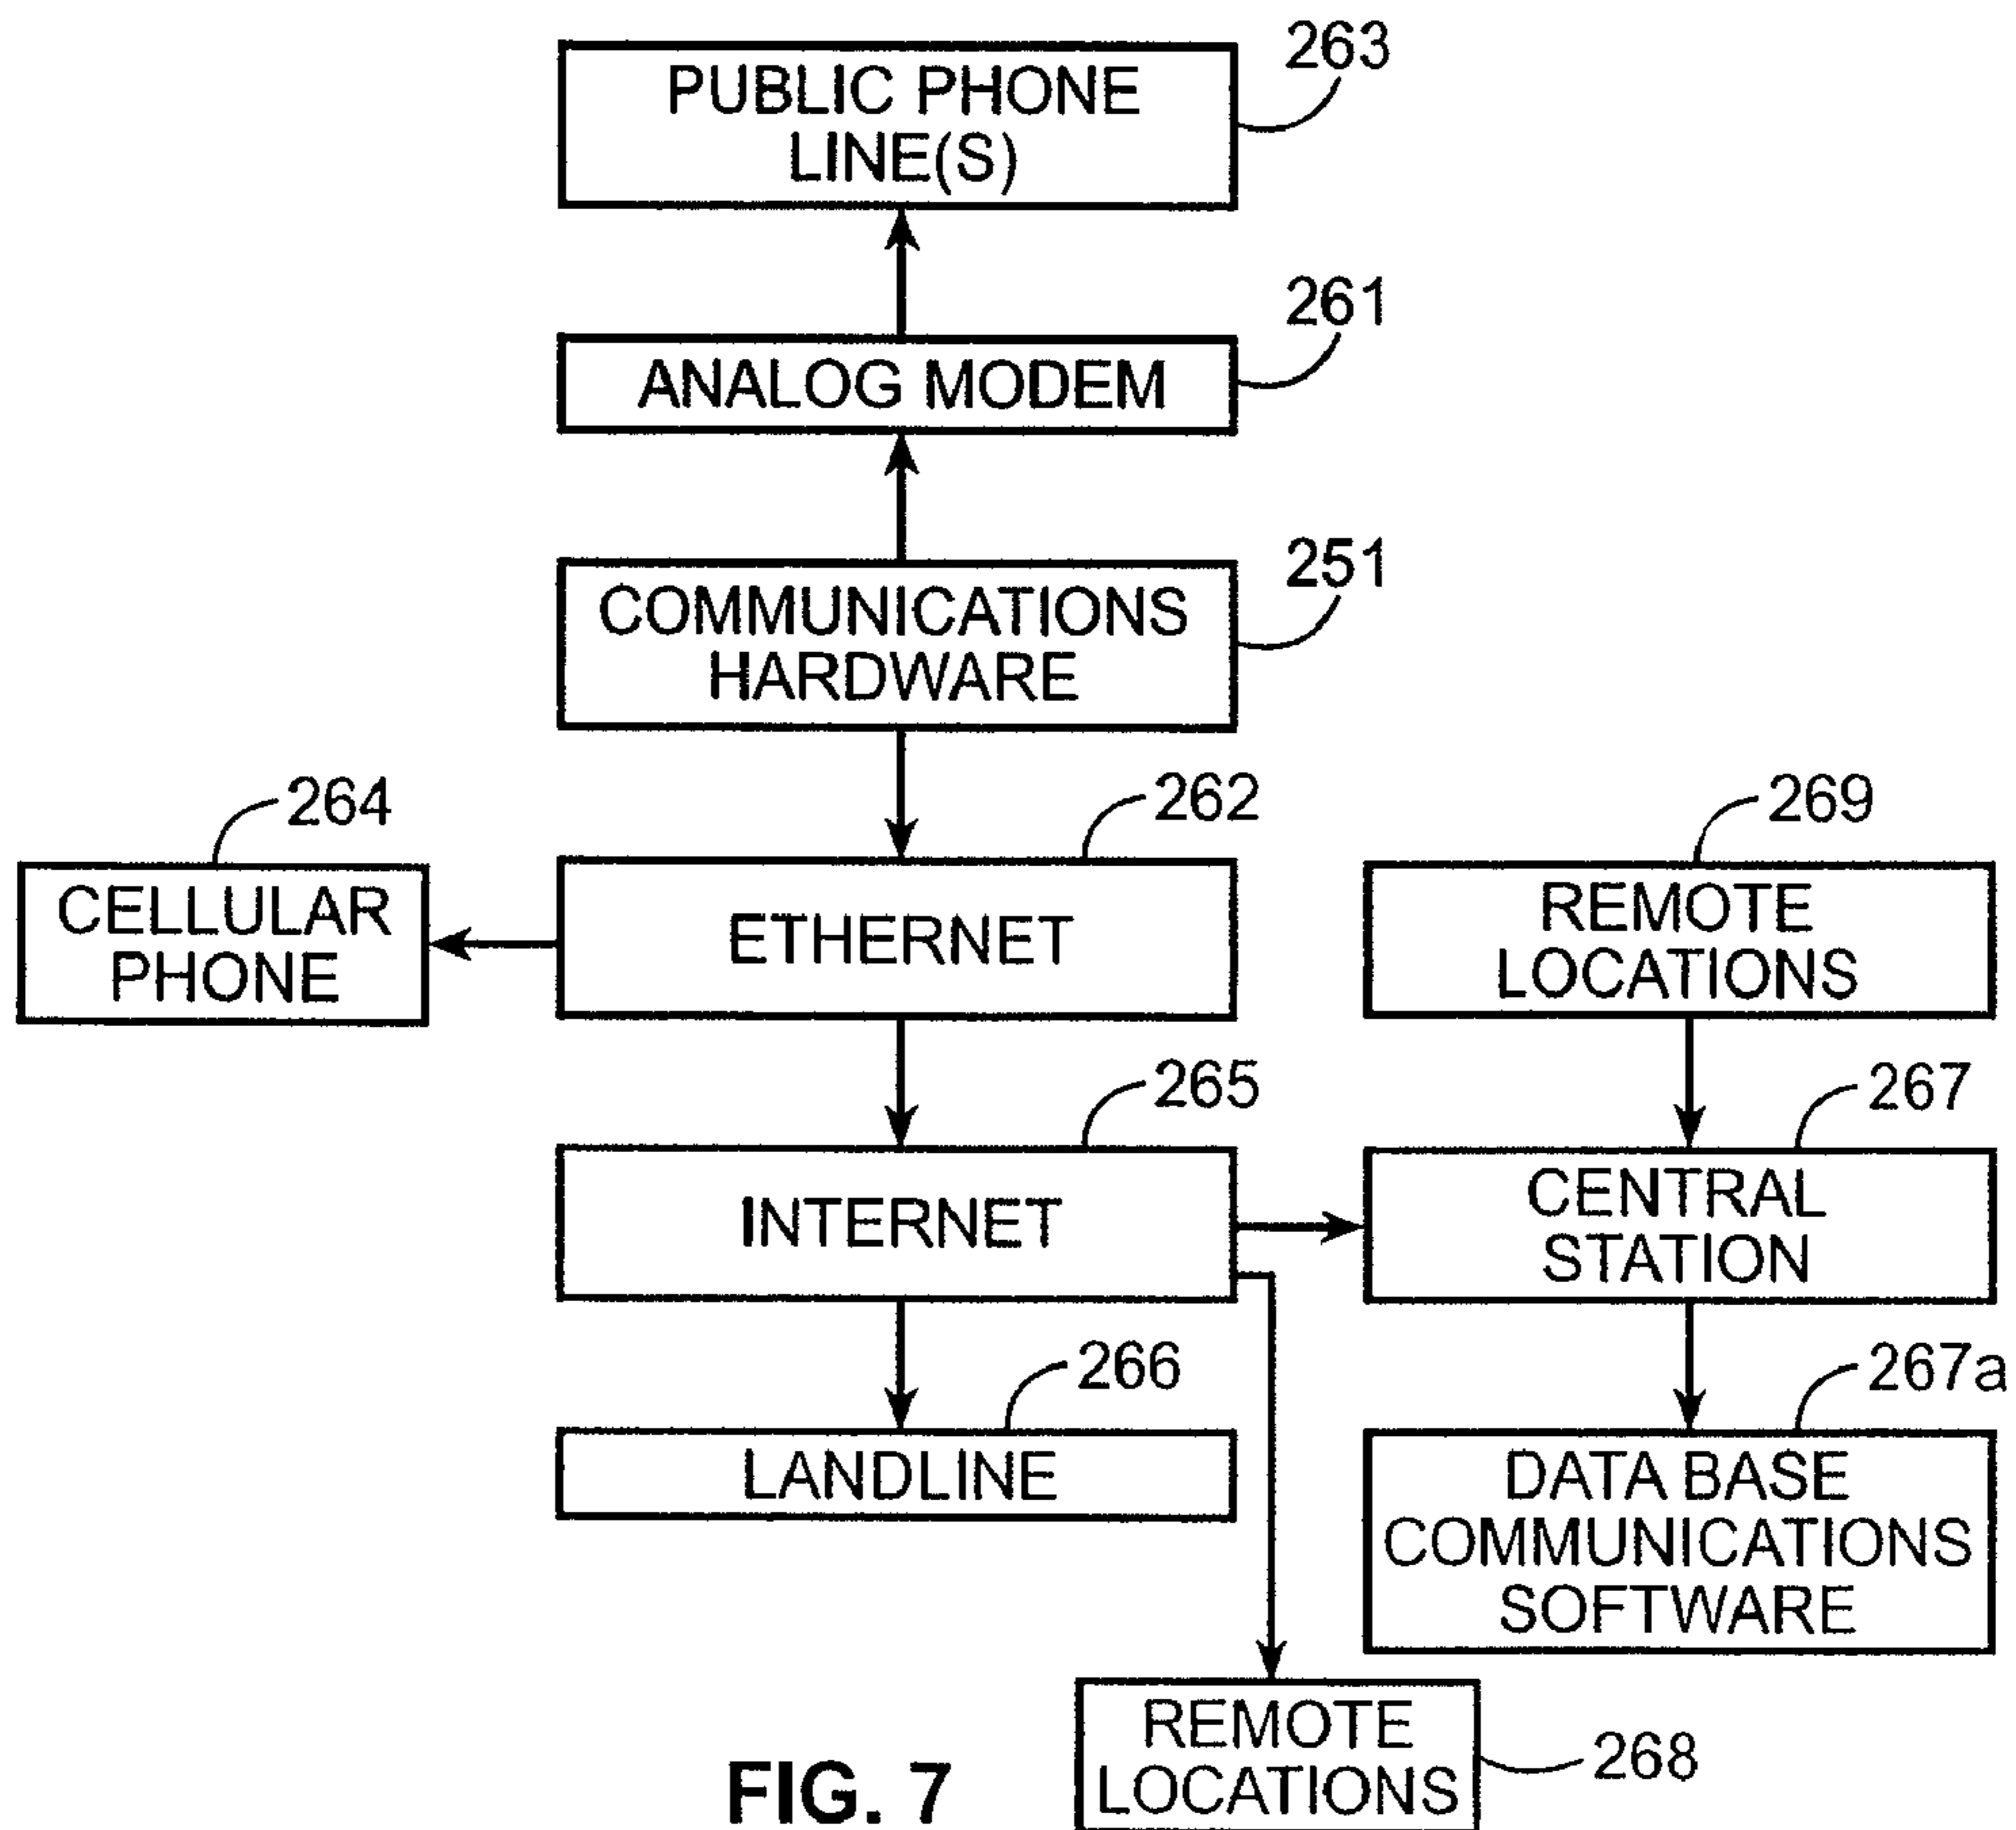 263
PUBLIC PHONE
LINE(S)
261
ANALOG MODEM
251
COMMUNICATIONS
HARDWARE
264
262
269
CELLULAR
PHONE
ETHERNET
REMOTE
LOCATIONS
265
267
INTERNET
CENTRAL
STATION
266
267a
LANDLINE
DATA BASE
COMMUNICATIONS
SOFTWARE
REMOTE
LOCATIONS
268
FIG. 7